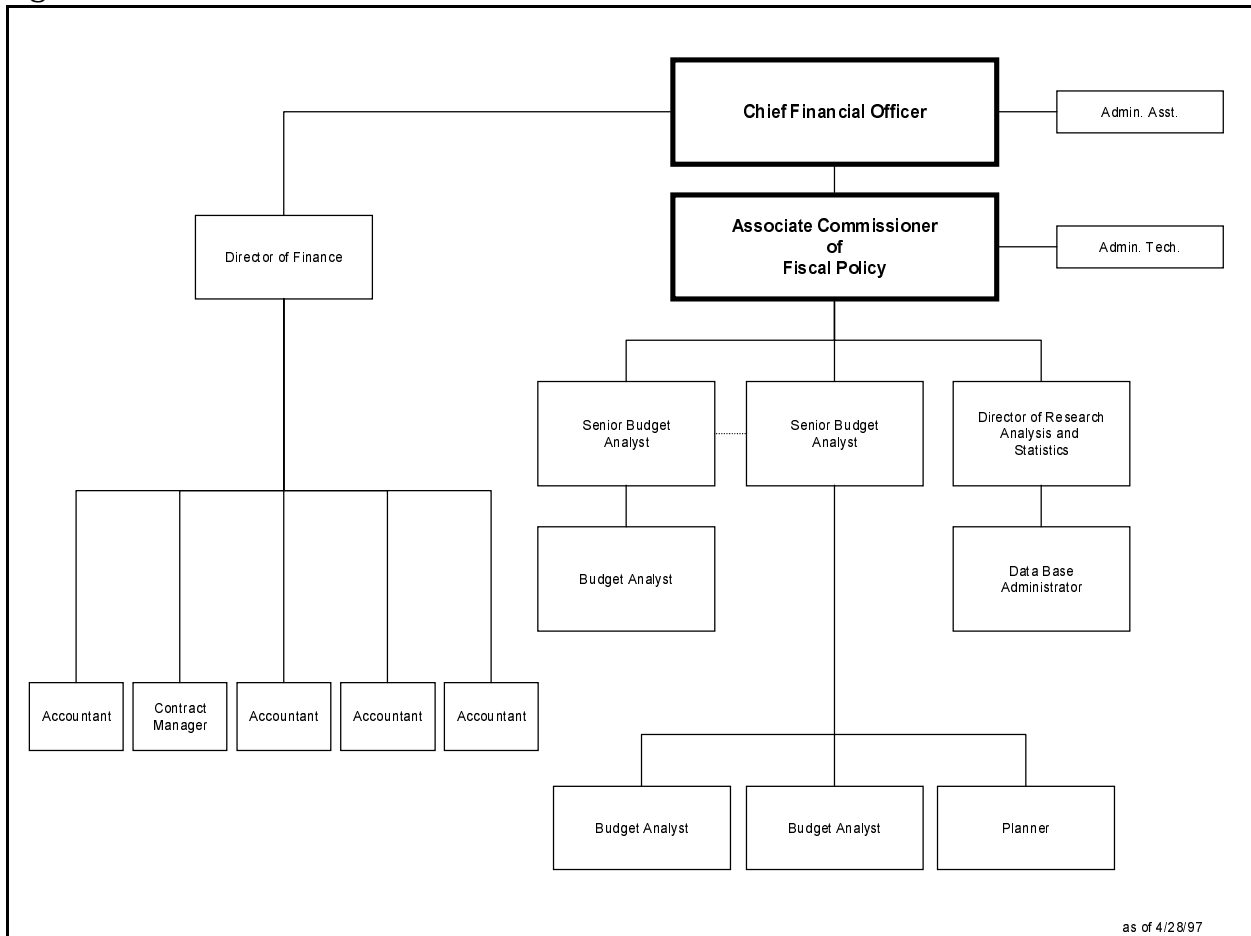 Chief Financial Officer
Admin. Asst.
Associate Commissioner
of
Fiscal Policy
Admin. Tech.
Director of Finance
Senior Budget
Analyst
Senior Budget
Analyst
Director of Research
Analysis and
Statistics
Budget Analyst
Data Base
Administrator
Accountant
Contract
Manager
Accountant
Accountant
Accountant
Budget Analyst
Budget Analyst
Planner
as of 4/28/97